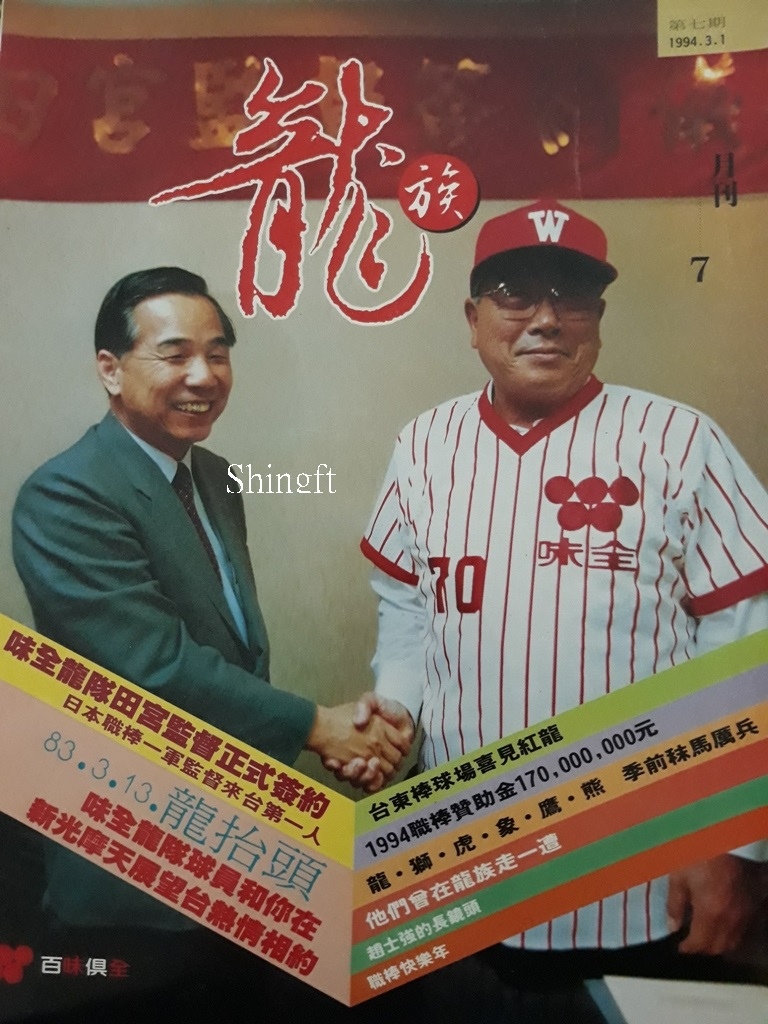 第七期
1994.3.1
田宮監督簽約
龍族
月刊
7
W
Shingft
味全
70
味全龍隊田宮監督正式簽約
日本職棒一軍監督來台第一人
83.3.13.龍抬頭
味全龍隊球員和你在
新光摩天展望台熱情相約
台東棒球場喜見紅龍
1994職棒贊助金170,000,000元
龍・獅・虎・象・鷹・熊 季前秣馬厲兵
他們曾在龍族走一遭
趙士強的長鏡頭
職棒快樂年
百味俱全